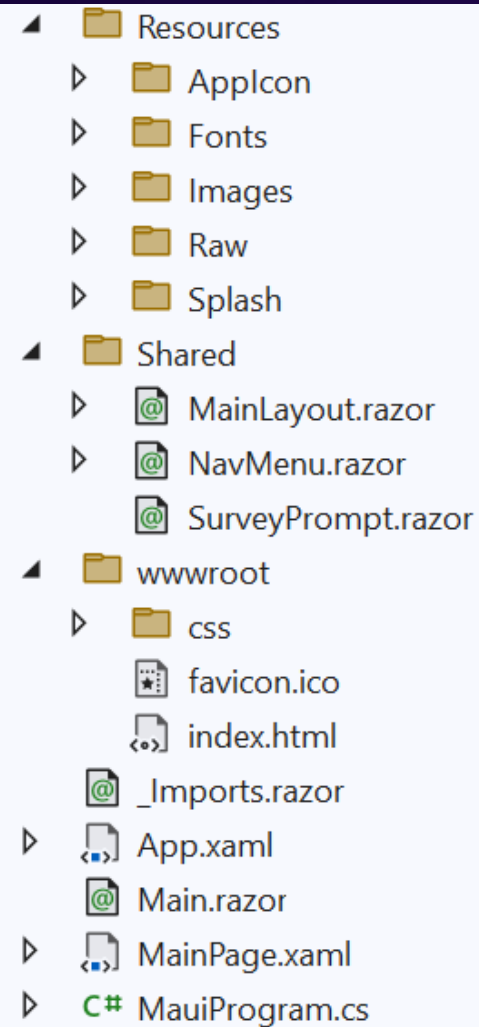 Resources
AppIcon
Fonts
Images
Raw
Splash
Shared
MainLayout.razor
NavMenu.razor
SurveyPrompt.razor
wwwroot
css
favicon.ico
index.html
_Imports.razor
App.xaml
Main.razor
MainPage.xaml
C# MauiProgram.cs